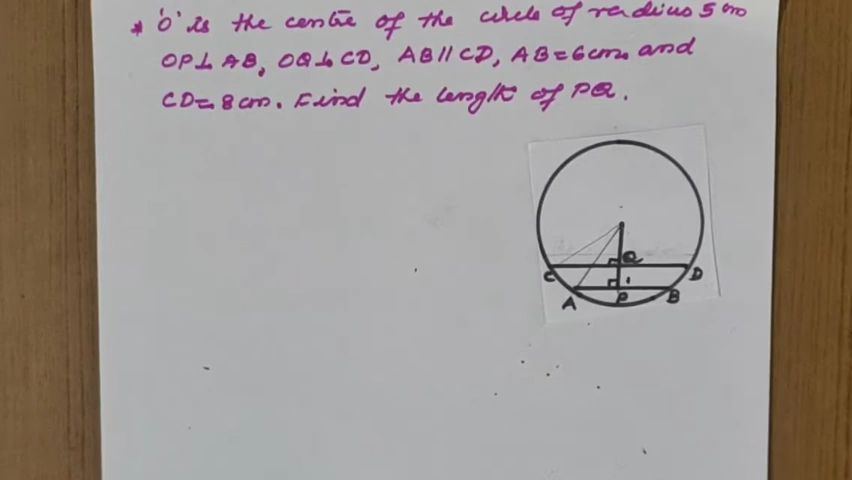 * 'O' is the centre of the circle of radius 5 cm
OP⊥AB, OQ⊥CD, AB//CD, AB=6cm and
CD=8cm. Find the length of PQ.
Q
C D
A P B